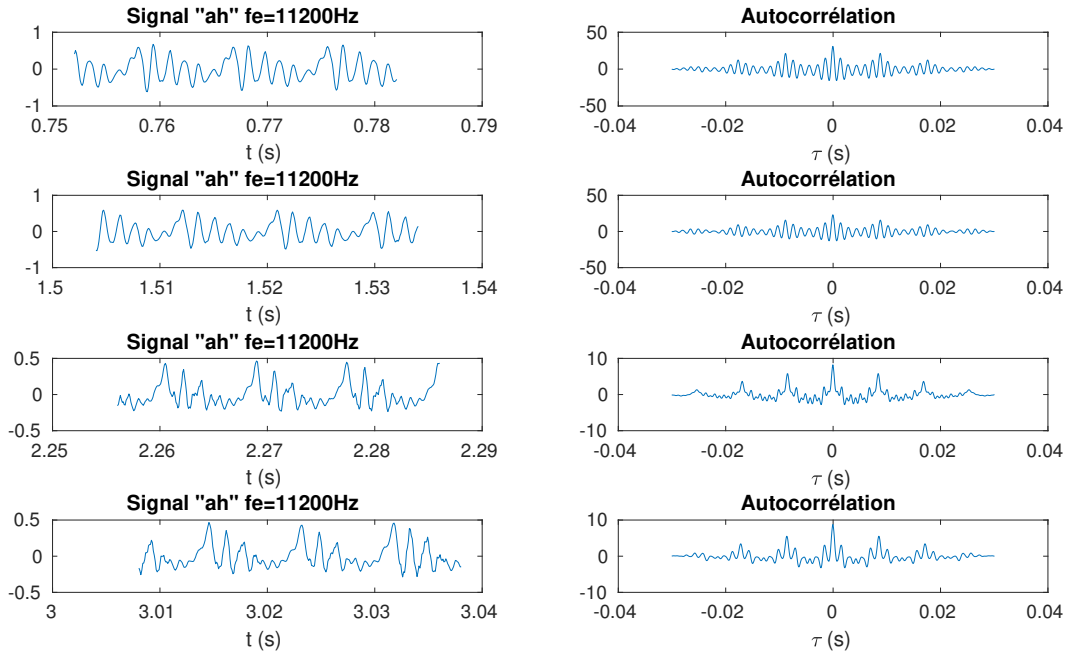 Signal "ah" fe=11200Hz
1
0
-1
0.75 0.76 0.77 0.78 0.79
t (s)
Autocorrélation
50
0
-50
-0.04 -0.02 0 0.02 0.04
τ (s)
Signal "ah" fe=11200Hz
1
0
-1
1.5 1.51 1.52 1.53 1.54
t (s)
Autocorrélation
50
0
-50
-0.04 -0.02 0 0.02 0.04
τ (s)
Signal "ah" fe=11200Hz
0.5
0
-0.5
2.25 2.26 2.27 2.28 2.29
t (s)
Autocorrélation
10
0
-10
-0.04 -0.02 0 0.02 0.04
τ (s)
Signal "ah" fe=11200Hz
0.5
0
-0.5
3 3.01 3.02 3.03 3.04
t (s)
Autocorrélation
10
0
-10
-0.04 -0.02 0 0.02 0.04
τ (s)